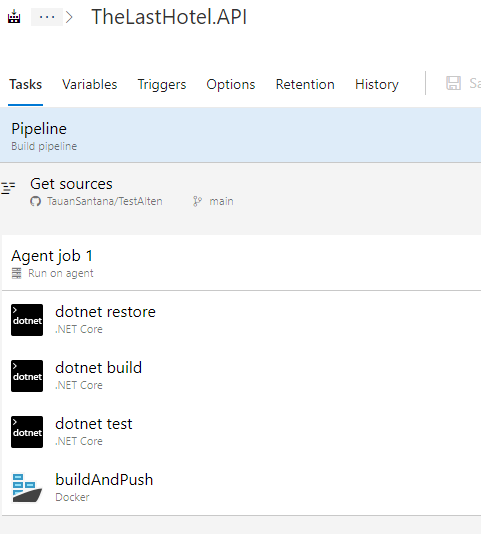 ... TheLastHotel.API
Tasks Variables Triggers Options Retention History
Pipeline
Build pipeline
Get sources
TauanSantana/TestAlten main
Agent job 1
Run on agent
dotnet dotnet restore
.NET Core
dotnet dotnet build
.NET Core
dotnet dotnet test
.NET Core
buildAndPush
Docker